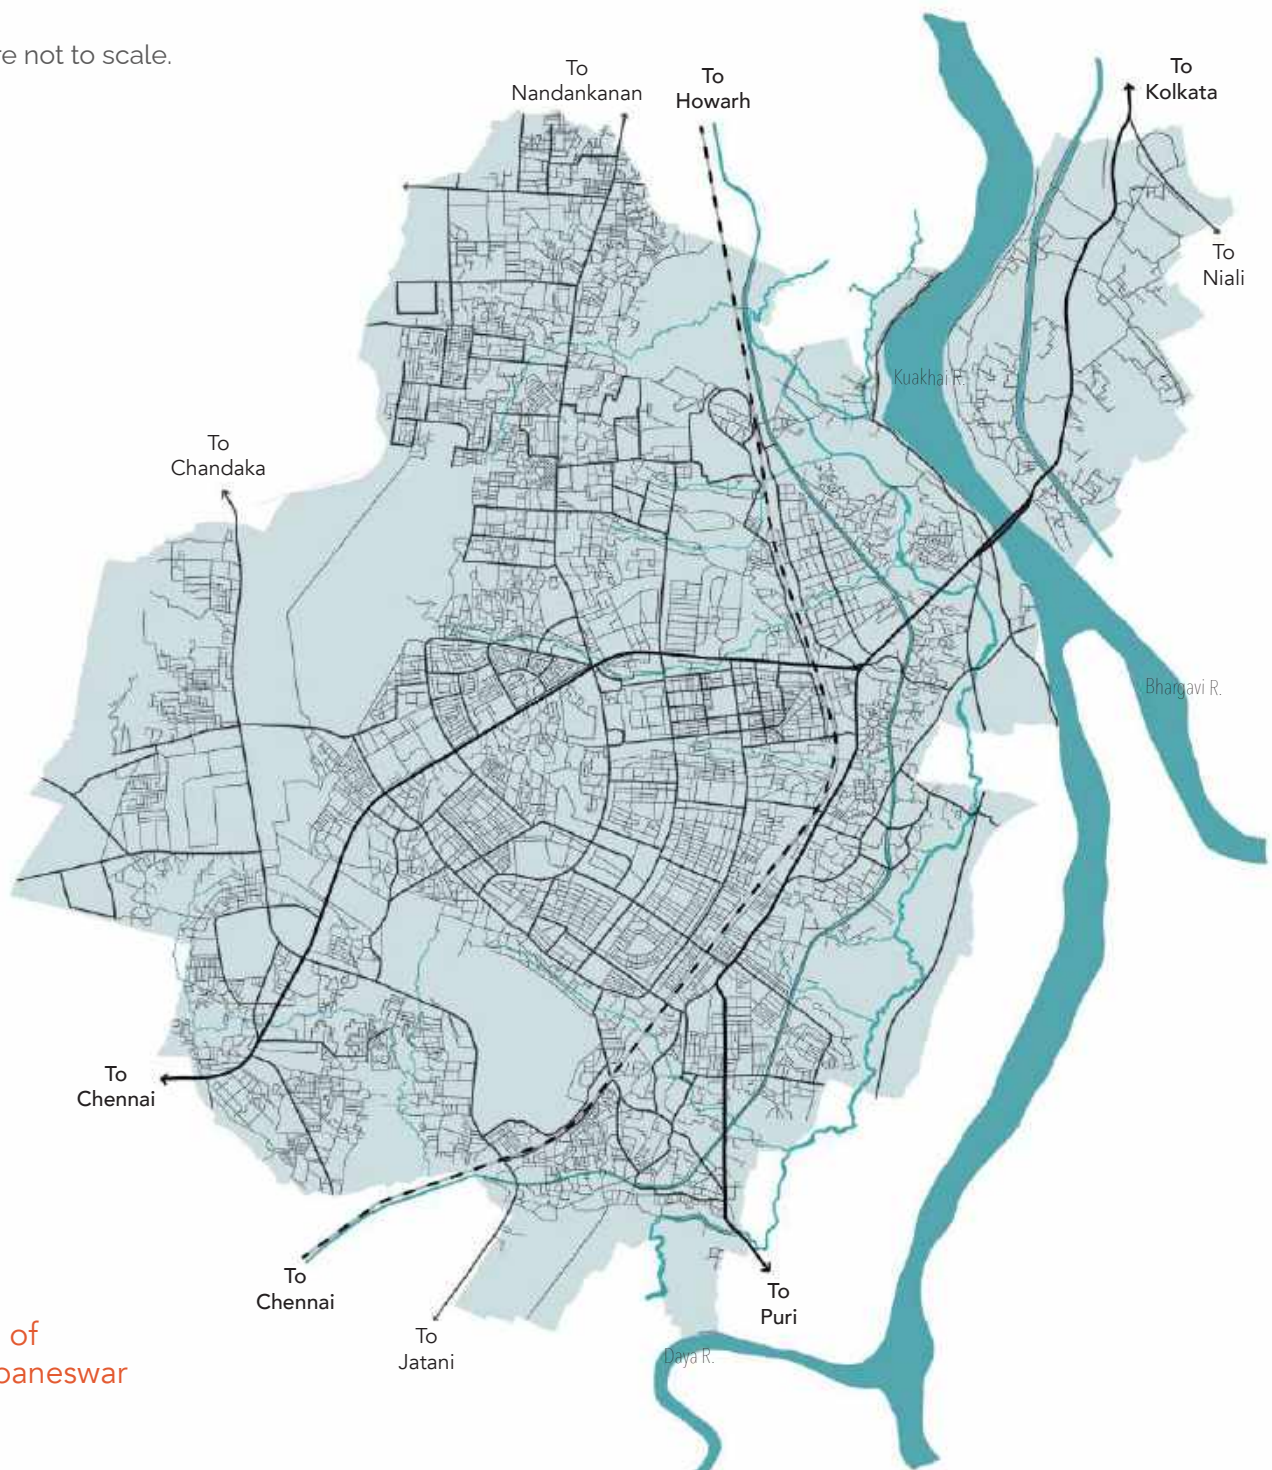 re not to scale.
To
Nandankanan
To
Howarh
To
Kolkata
To
Niali
Kuakhai R.
To
Chandaka
Bhargavi R.
To
Chennai
To
Chennai
To
Puri
To
Jatani
Daya R.
of
baneswar